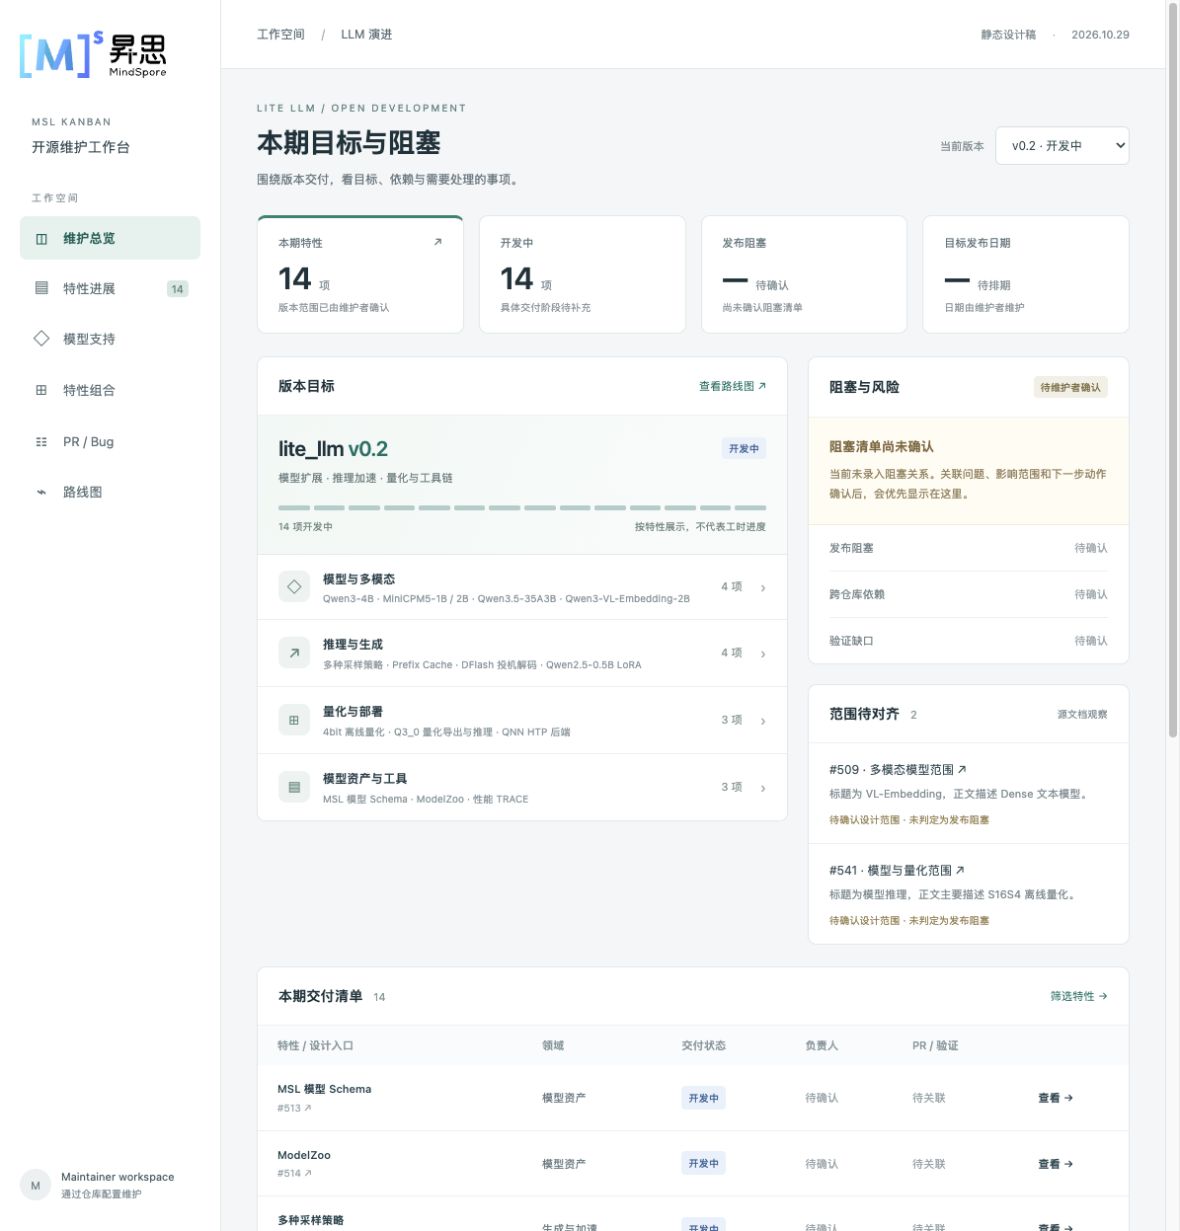 [M]$ 昇思
MindSpore
MSL KANBAN
开源维护工作台
工作空间
维护总览
特性进展 14
模型支持
特性组合
PR / Bug
路线图
M Maintainer workspace
通过仓库配置维护
工作空间 / LLM 演进
静态设计稿 · 2026.10.29
LITE LLM / OPEN DEVELOPMENT
本期目标与阻塞
当前版本 v0.2 · 开发中
围绕版本交付，看目标、依赖与需要处理的事项。
本期特性 ↗
14 项
版本范围已由维护者确认
开发中
14 项
具体交付阶段待补充
发布阻塞
— 待确认
尚未确认阻塞清单
目标发布日期
— 待排期
日期由维护者维护
版本目标
查看路线图 ↗
lite_llm v0.2
开发中
模型扩展 · 推理加速 · 量化与工具链
14 项开发中
按特性展示，不代表工时进度
模型与多模态
Qwen3-4B · MiniCPM5-1B / 2B · Qwen3.5-35A3B · Qwen3-VL-Embedding-2B
4 项 ›
推理与生成
多种采样策略 · Prefix Cache · DFlash 投机解码 · Qwen2.5-0.5B LoRA
4 项 ›
量化与部署
4bit 离线量化 · Q3_0 量化导出与推理 · QNN HTP 后端
3 项 ›
模型资产与工具
MSL 模型 Schema · ModelZoo · 性能 TRACE
3 项 ›
阻塞与风险
待维护者确认
阻塞清单尚未确认
当前未录入阻塞关系。关联问题、影响范围和下一步动作
确认后，会优先显示在这里。
发布阻塞 待确认
跨仓库依赖 待确认
验证缺口 待确认
范围待对齐 2
源文档观察
#509 · 多模态模型范围 ↗
标题为 VL-Embedding，正文描述 Dense 文本模型。
待确认设计范围 · 未判定为发布阻塞
#541 · 模型与量化范围 ↗
标题为模型推理，正文主要描述 S16S4 离线量化。
待确认设计范围 · 未判定为发布阻塞
本期交付清单 14
筛选特性 →
特性 / 设计入口 领域 交付状态 负责人 PR / 验证
MSL 模型 Schema
#513 ↗
模型资产 开发中 待确认 待关联 查看 →
ModelZoo
#514 ↗
模型资产 开发中 待确认 待关联 查看 →
多种采样策略
生成与加速 开发中 待确认 待关联 查看 →